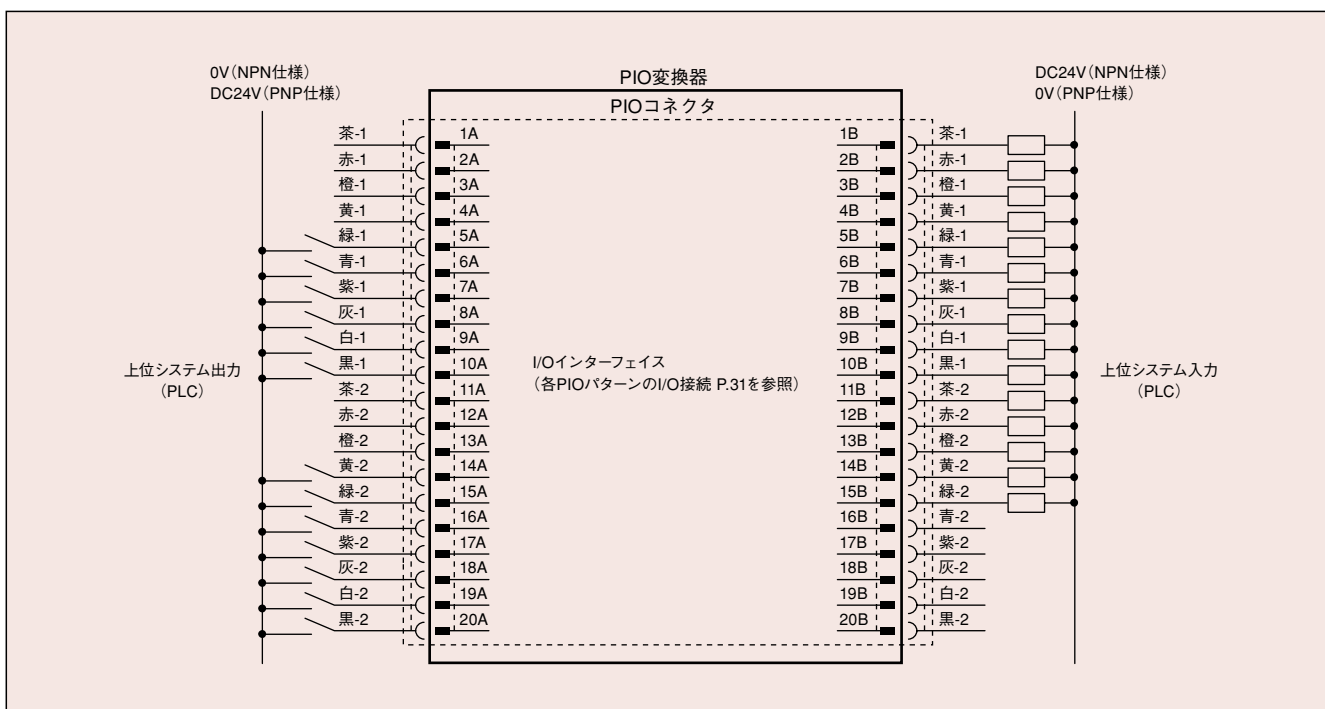 0V(NPN仕様)
DC24V(PNP仕様)
PIO変換器
PIOコネクタ
DC24V(NPN仕様)
0V(PNP仕様)
茶-1 1A 1B 茶-1
赤-1 2A 2B 赤-1
橙-1 3A 3B 橙-1
黄-1 4A 4B 黄-1
緑-1 5A 5B 緑-1
青-1 6A 6B 青-1
紫-1 7A 7B 紫-1
灰-1 8A 8B 灰-1
白-1 9A 9B 白-1
黒-1 10A 10B 黒-1
茶-2 11A 11B 茶-2
赤-2 12A 12B 赤-2
橙-2 13A 13B 橙-2
黄-2 14A 14B 黄-2
緑-2 15A 15B 緑-2
青-2 16A 16B 青-2
紫-2 17A 17B 紫-2
灰-2 18A 18B 灰-2
白-2 19A 19B 白-2
黒-2 20A 20B 黒-2
上位システム出力
(PLC)
I/Oインターフェイス
(各PIOパターンのI/O接続 P.31を参照)
上位システム入力
(PLC)